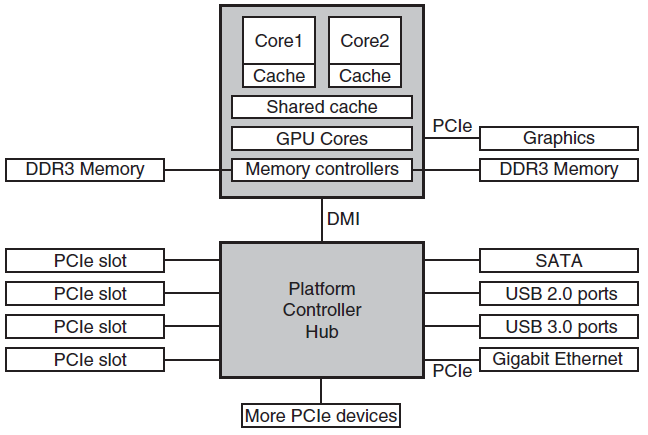 Core1
Core2
Cache
Cache
Shared cache
GPU Cores
PCIe
Graphics
DDR3 Memory
Memory controllers
DDR3 Memory
DMI
PCIe slot
SATA
PCIe slot
Platform
Controller
Hub
USB 2.0 ports
PCIe slot
USB 3.0 ports
PCIe slot
Gigabit Ethernet
PCIe
More PCIe devices